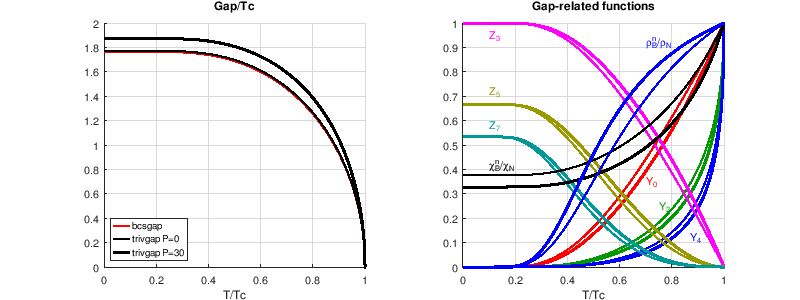 Gap/Tc
2
1.8
1.6
1.4
1.2
1
0.8
0.6
0.4
0.2
0
bcsgap
trivgap P=0
trivgap P=30
0 0.2 0.4 0.6 0.8 1
T/Tc
Gap-related functions
1
0.9
0.8
0.7
0.6
0.5
0.4
0.3
0.2
0.1
0
Z3
ρBn/ρN
Z5
Z7
χBn/χN
Y0
Y2
Y4
0 0.2 0.4 0.6 0.8 1
T/Tc